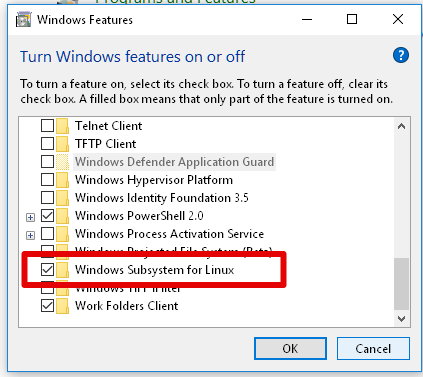 Programs and Features
Windows Features
Turn Windows features on or off
To turn a feature on, select its check box. To turn a feature off, clear its
check box. A filled box means that only part of the feature is turned on.
Telnet Client
TFTP Client
Windows Defender Application Guard
Windows Hypervisor Platform
Windows Identity Foundation 3.5
Windows PowerShell 2.0
Windows Process Activation Service
Windows Projected File System (Beta)
Windows Subsystem for Linux
Windows TIFF IFilter
Work Folders Client
OK
Cancel